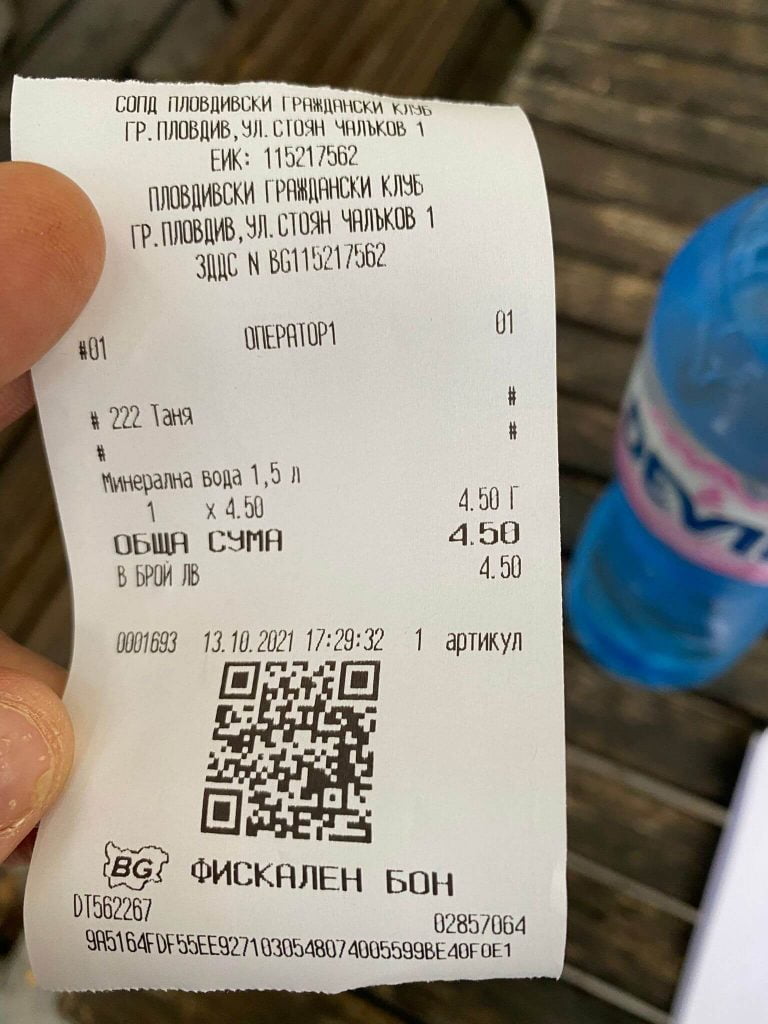 СОПД ПЛОВДИВСКИ ГРАЖДАНСКИ КЛУБ
ГР.ПЛОВДИВ,УЛ.СТОЯН ЧАЛЪКОВ 1
ЕИК: 115217562
ПЛОВДИВСКИ ГРАЖДАНСКИ КЛУБ
ГР.ПЛОВДИВ,УЛ.СТОЯН ЧАЛЪКОВ 1
ЗДДС N BG115217562
#01 ОПЕРАТОР1 01
# 222 Таня #
# #
Минерална вода 1,5 л
1 x 4.50 4.50 Г
ОБЩА СУМА 4.50
В БРОЙ ЛВ 4.50
0001693 13.10.2021 17:29:32 1 артикул
BG ФИСКАЛЕН БОН
DT562267 02857064
9A5164FDF55EE9271030548074005599BE40F0E1
DEVIN